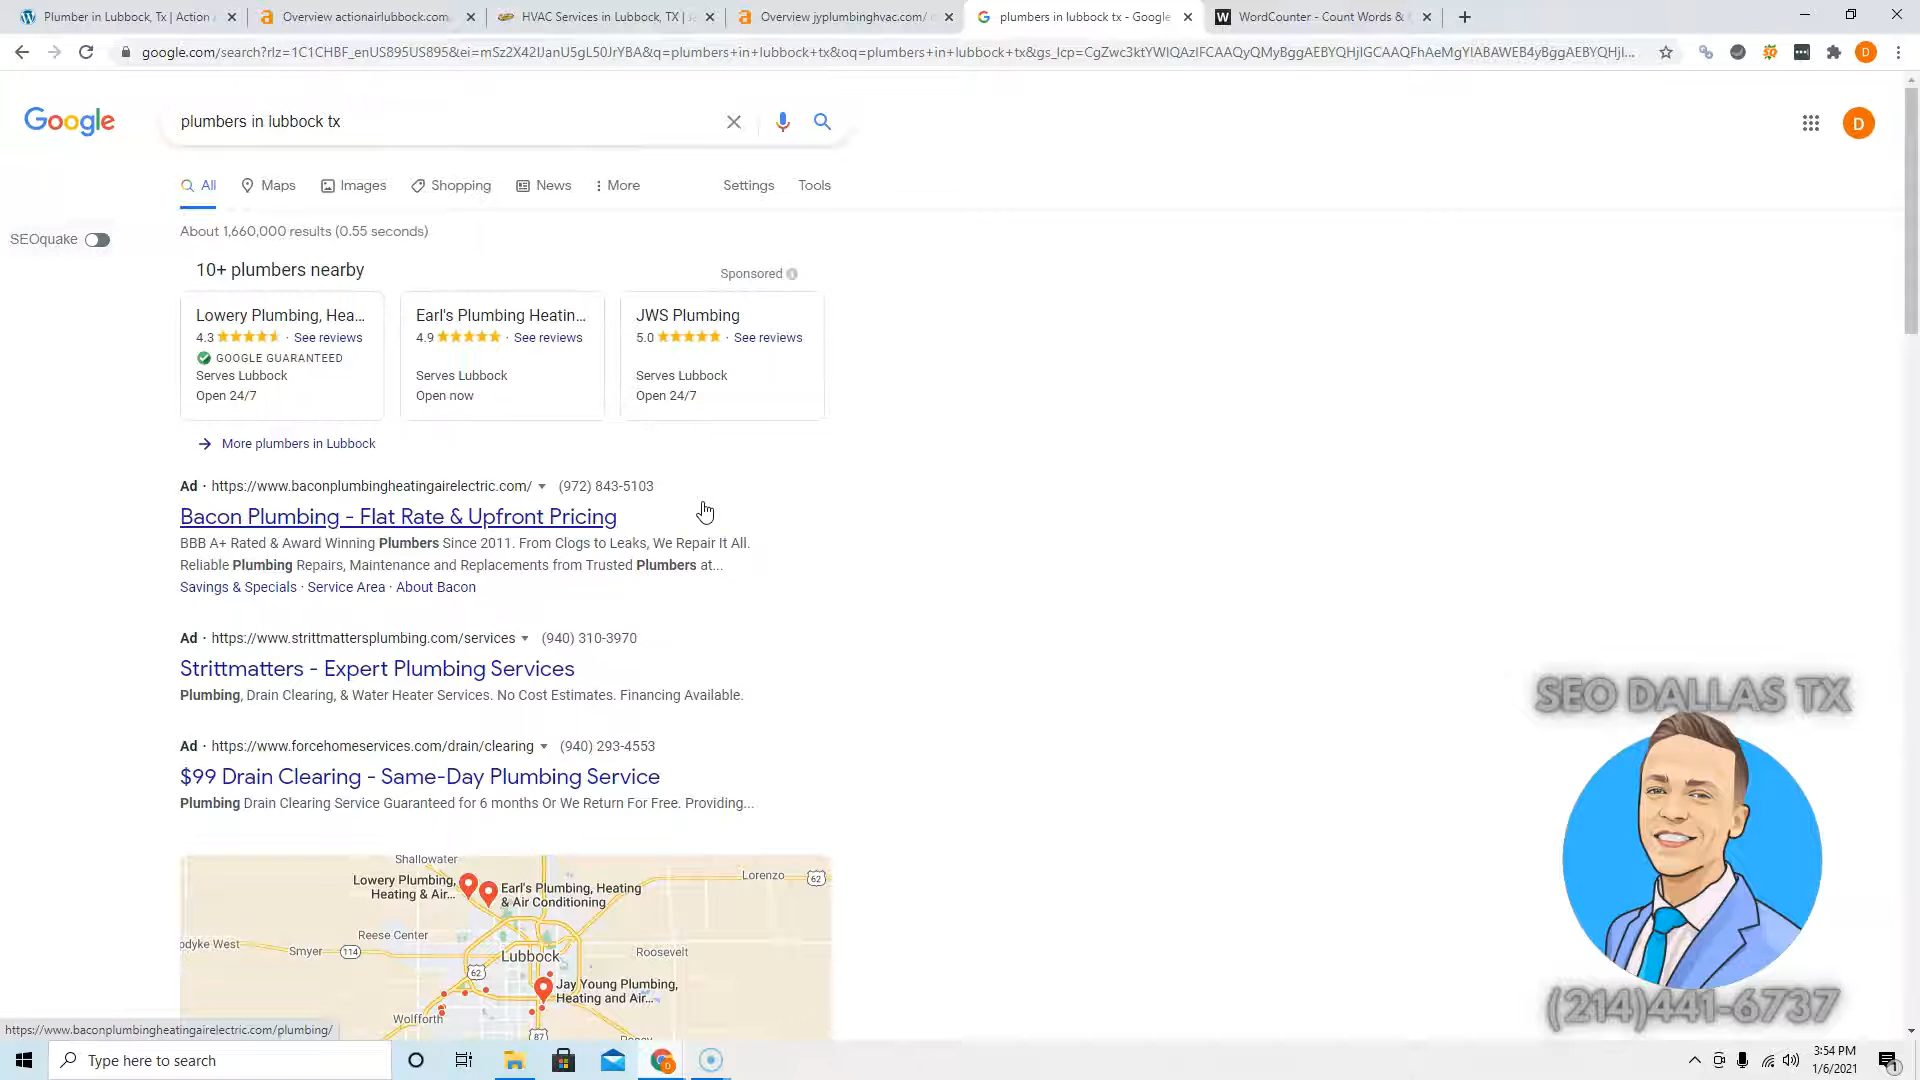 Plumber in Lubbock, Tx | Action
Overview actionairlubbock.com
HVAC Services in Lubbock, TX | 
Overview jyplumbinghvac.com/
plumbers in lubbock tx - Google
WordCounter - Count Words &
google.com/search?rlz=1C1CHBF_enUS895US895&ei=mSz2X42IJanU5gL50JrYBA&q=plumbers+in+lubbock+tx&oq=plumbers+in+lubbock+tx&gs_lcp=CgZwc3ktYWIQAzIFCAAQyQMyBggAEBYQHjIGCAAQFhAeMgYIABAWEB4yBggAEBYQHjI...
Google
plumbers in lubbock tx
D
All
Maps
Images
Shopping
News
More
Settings
Tools
SEOquake
About 1,660,000 results (0.55 seconds)
10+ plumbers nearby
Sponsored
Lowery Plumbing, Hea...
4.3
· See reviews
GOOGLE GUARANTEED
Serves Lubbock
Open 24/7
Earl's Plumbing Heatin...
4.9
· See reviews
Serves Lubbock
Open now
JWS Plumbing
5.0
· See reviews
Serves Lubbock
Open 24/7
More plumbers in Lubbock
Ad · https://www.baconplumbingheatingairelectric.com/ (972) 843-5103
Bacon Plumbing - Flat Rate & Upfront Pricing
BBB A+ Rated & Award Winning Plumbers Since 2011. From Clogs to Leaks, We Repair It All.
Reliable Plumbing Repairs, Maintenance and Replacements from Trusted Plumbers at...
Savings & Specials · Service Area · About Bacon
Ad · https://www.strittmattersplumbing.com/services (940) 310-3970
Strittmatters - Expert Plumbing Services
Plumbing, Drain Clearing, & Water Heater Services. No Cost Estimates. Financing Available.
Ad · https://www.forcehomeservices.com/drain/clearing (940) 293-4553
$99 Drain Clearing - Same-Day Plumbing Service
Plumbing Drain Clearing Service Guaranteed for 6 months Or We Return For Free. Providing...
Shallowater
Lowery Plumbing,
Heating & Air...
Earl's Plumbing, Heating
& Air Conditioning
Lorenzo
62
Reese Center
pdyke West
Smyer
114
Lubbock
Roosevelt
62
Jay Young Plumbing,
Heating and Air...
Wolfforth
87
SEO DALLAS TX
(214)441-6737
https://www.baconplumbingheatingairelectric.com/plumbing/
Type here to search
3:54 PM
1/6/2021
1